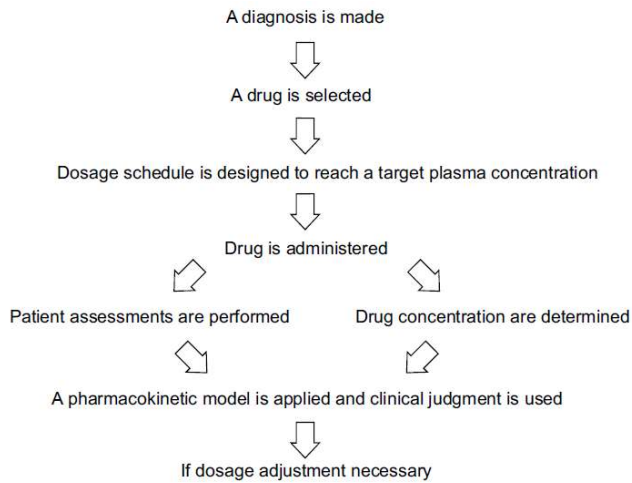 A diagnosis is made
A drug is selected
Dosage schedule is designed to reach a target plasma concentration
Drug is administered
Patient assessments are performed
Drug concentration are determined
A pharmacokinetic model is applied and clinical judgment is used
If dosage adjustment necessary